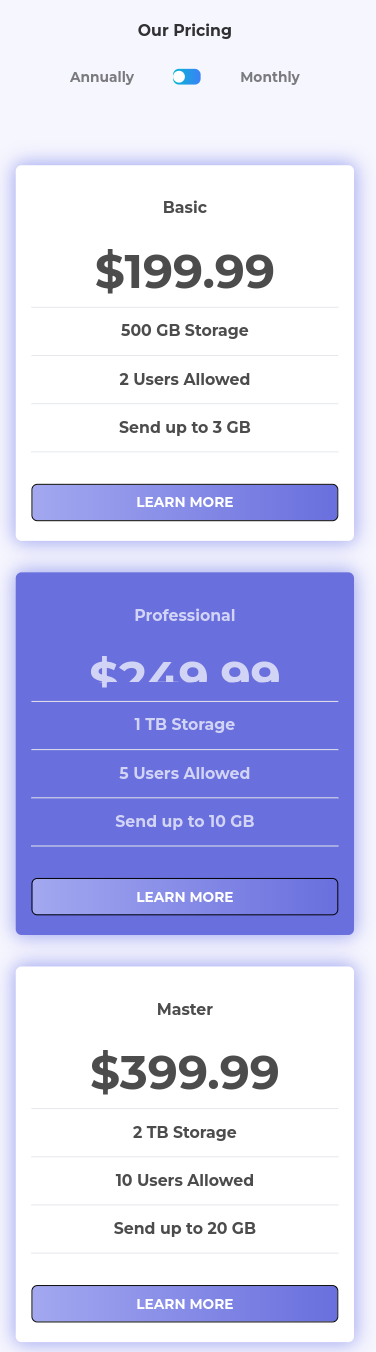 Our Pricing
Annually Monthly
Basic
$199.99
500 GB Storage
2 Users Allowed
Send up to 3 GB
LEARN MORE
Professional
$249.99
1 TB Storage
5 Users Allowed
Send up to 10 GB
LEARN MORE
Master
$399.99
2 TB Storage
10 Users Allowed
Send up to 20 GB
LEARN MORE